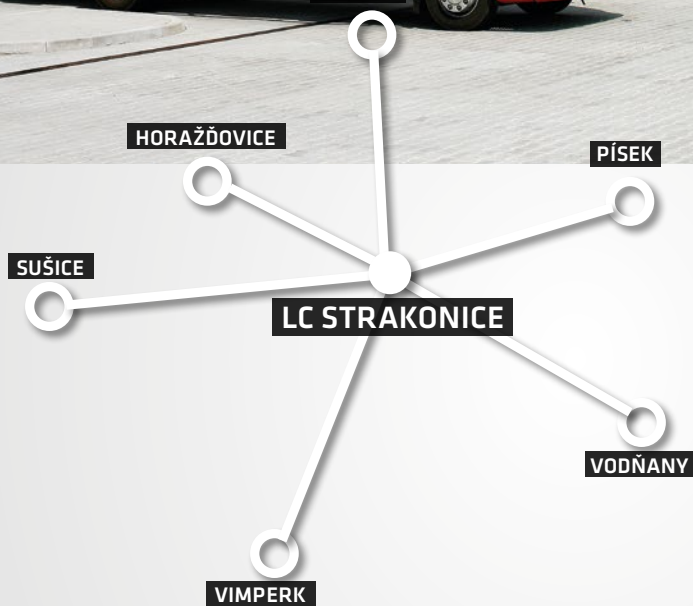 HORAŽĎOVICE
PÍSEK
SUŠICE
LC STRAKONICE
VODŇANY
VIMPERK